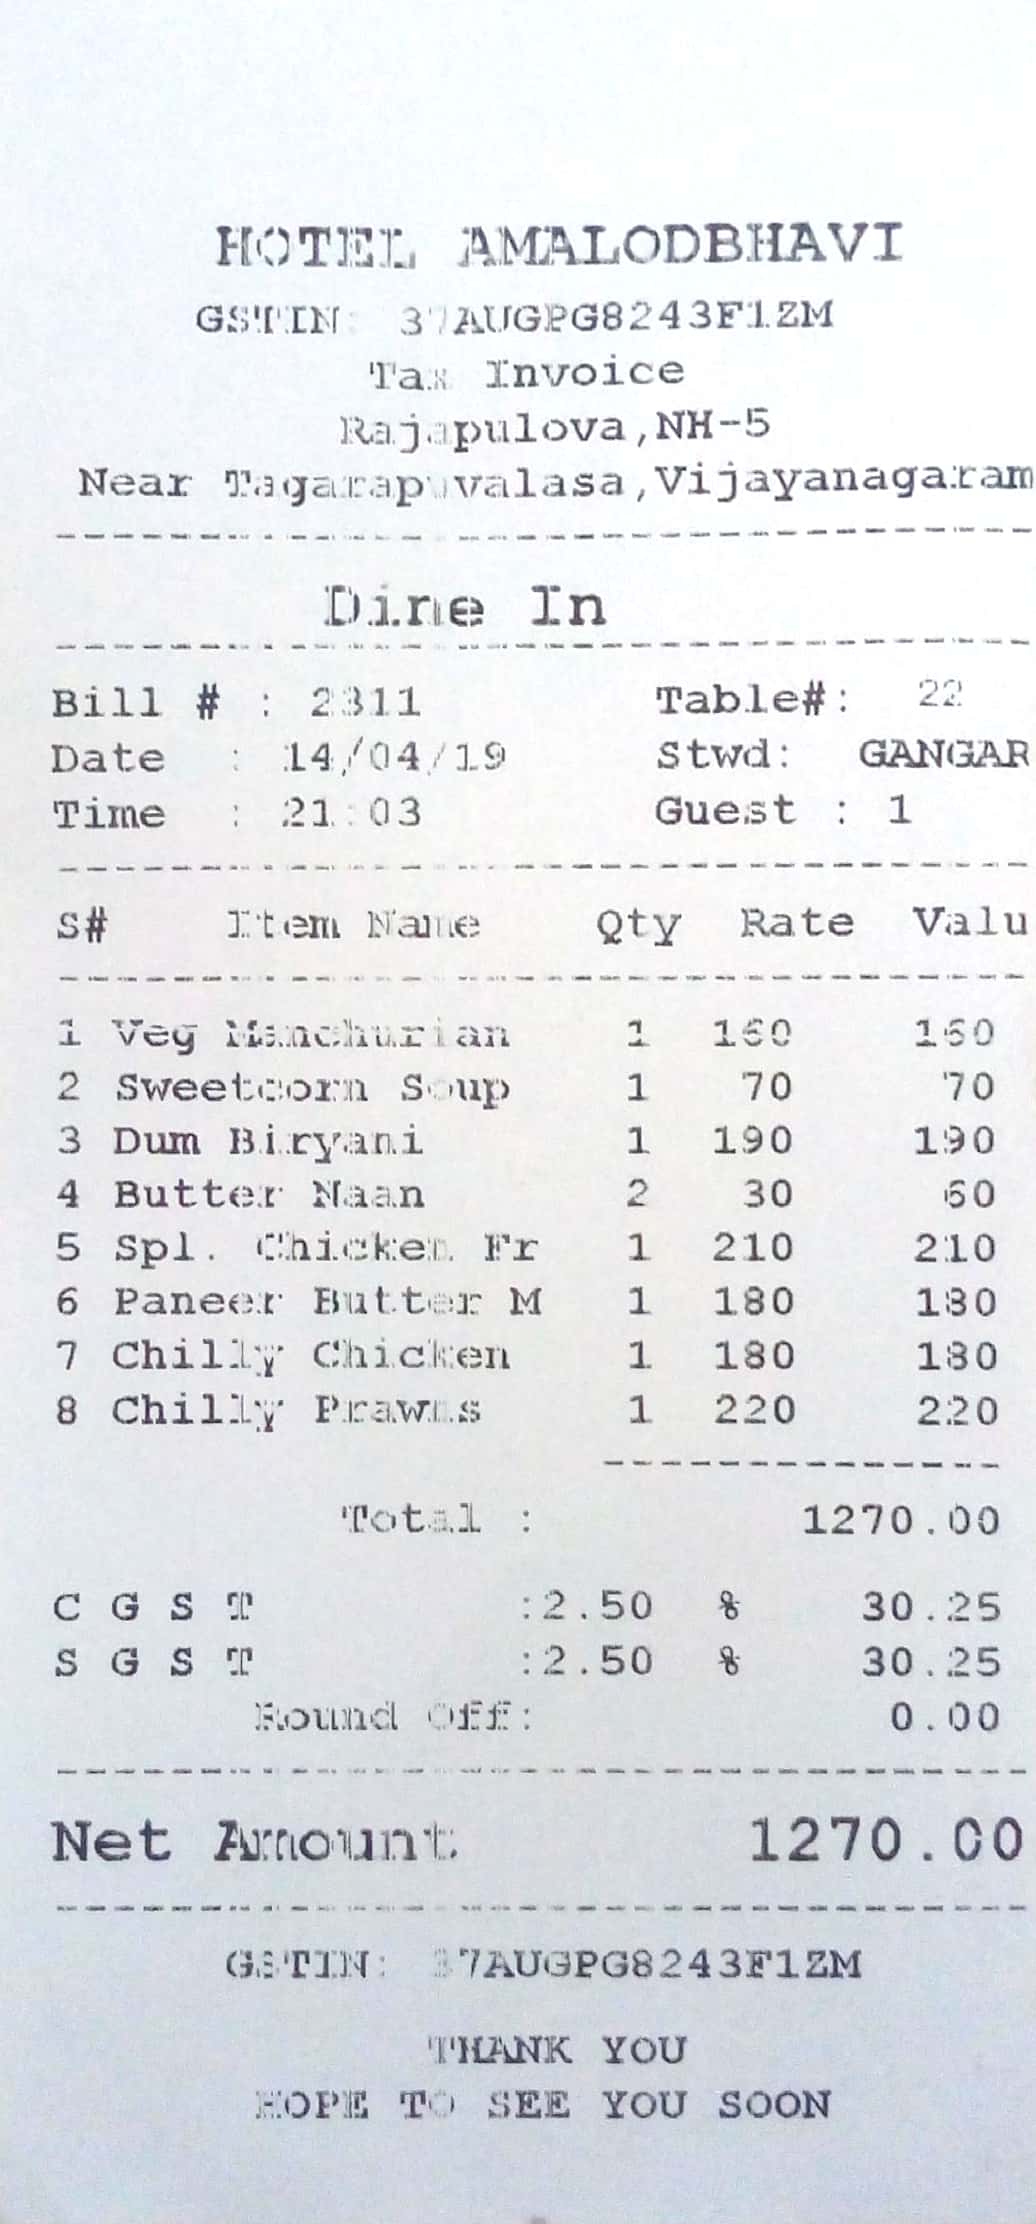 HOTEL AMALODBHAVI
GSTIN: 37AUGPG8243F1ZM
Tax Invoice
Rajapulova,NH-5
Near Tagarapuvalasa,Vijayanagaram
Dine In
Bill # : 2311 Table#: 22
Date : 14/04/19 Stwd: GANGAR
Time : 21:03 Guest : 1
S# Item Name Qty Rate Valu
1 Veg Manchurian 1 160 160
2 Sweetcorn Soup 1 70 70
3 Dum Biryani 1 190 190
4 Butter Naan 2 30 60
5 Spl. Chicken Fr 1 210 210
6 Paneer Butter M 1 180 180
7 Chilly Chicken 1 180 180
8 Chilly Prawns 1 220 220
Total : 1270.00
C G S T :2.50 % 30.25
S G S T :2.50 % 30.25
Round Off: 0.00
Net Amount: 1270.00
GSTIN: 37AUGPG8243F1ZM
THANK YOU
HOPE TO SEE YOU SOON